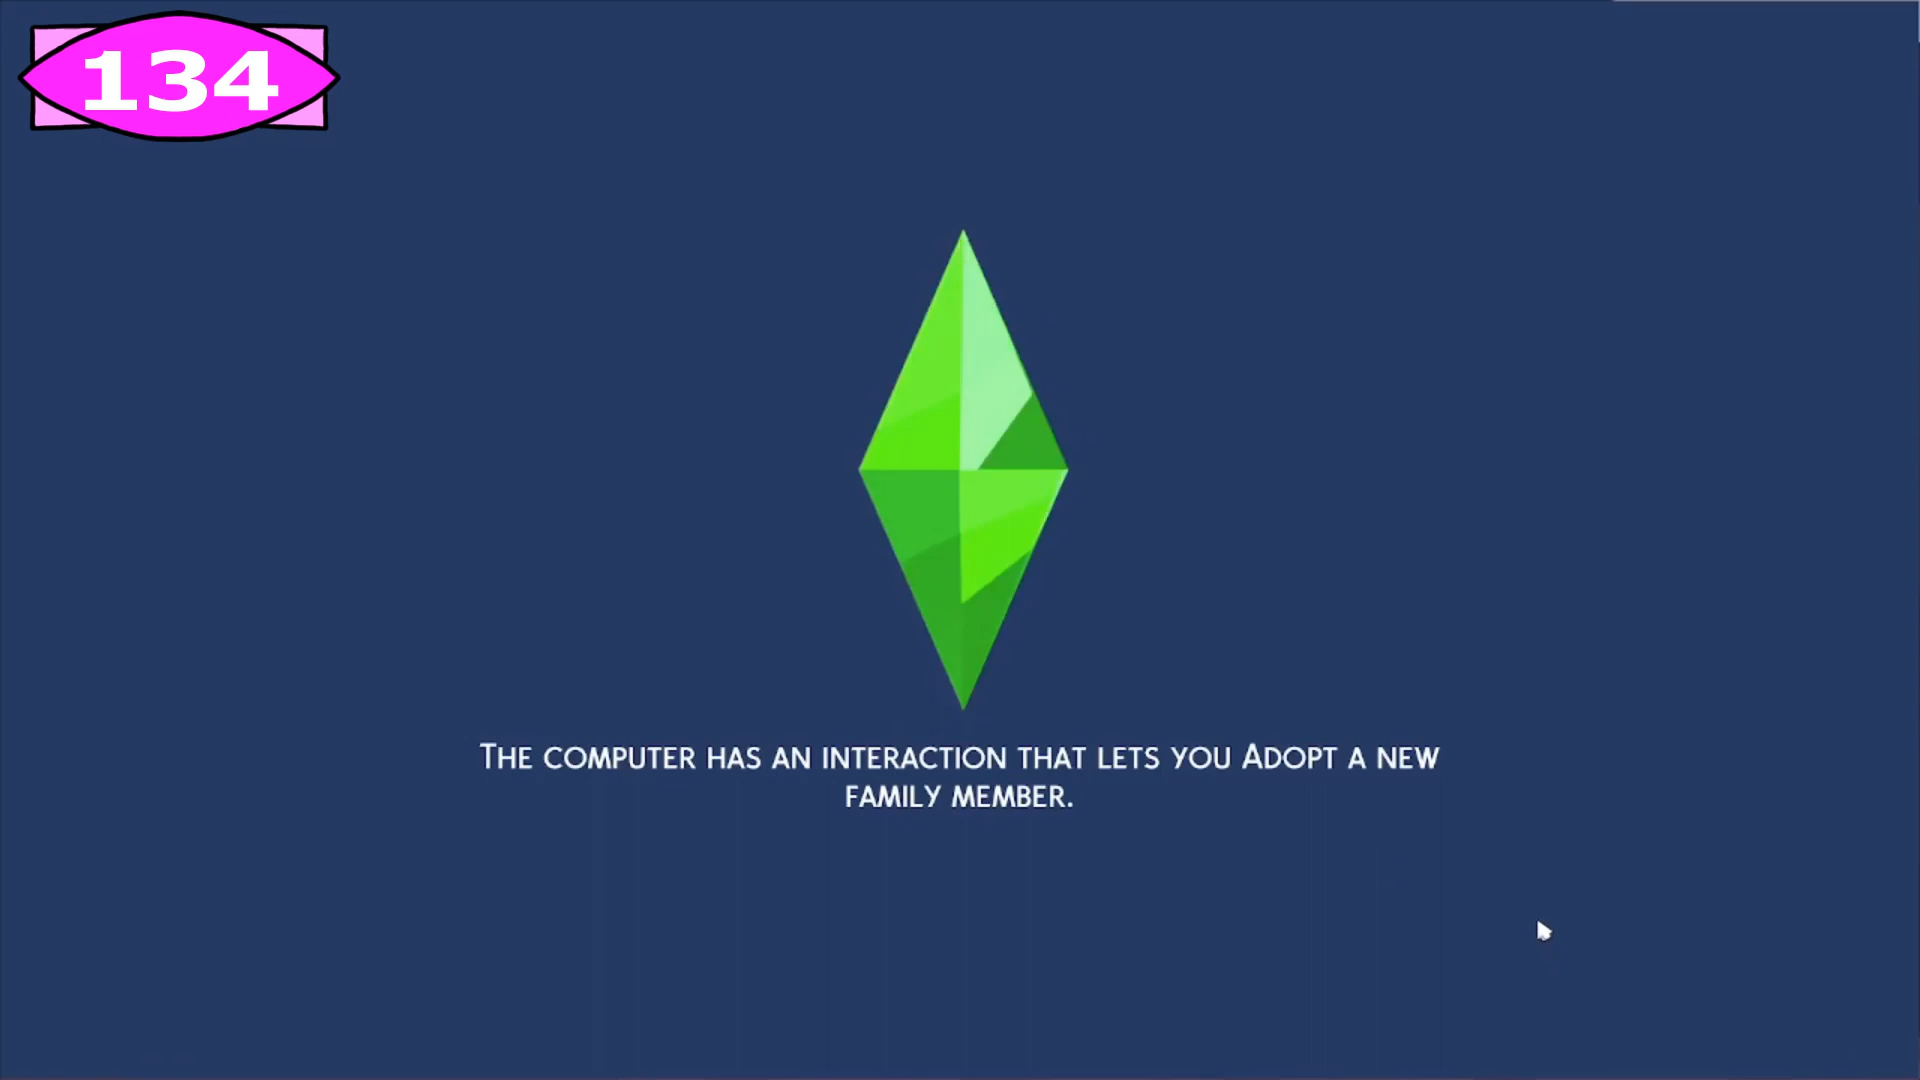 134
The computer has an interaction that lets you Adopt a new
family member.